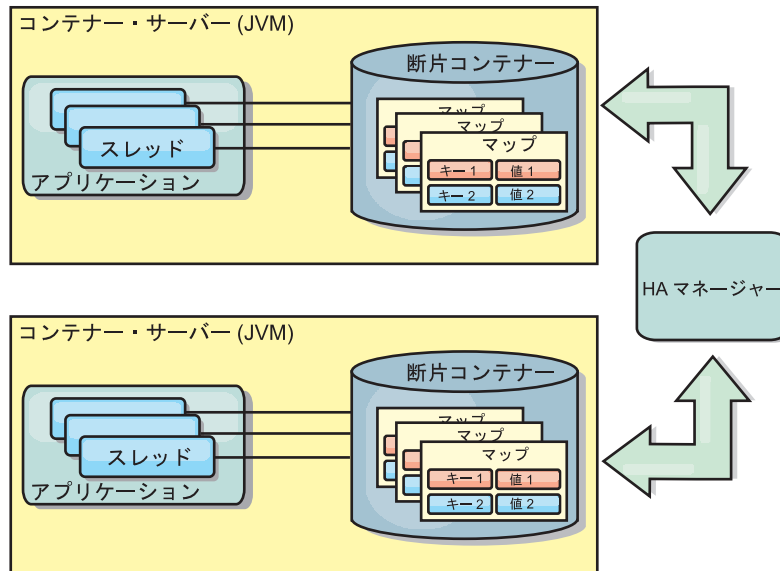 コンテナー・サーバー (JVM)
断片コンテナー
マップ
マップ
マップ
スレッド
キー 1
値 1
キー 2
値 2
アプリケーション
HA マネージャー
コンテナー・サーバー (JVM)
断片コンテナー
マップ
マップ
マップ
スレッド
キー 1
値 1
キー 2
値 2
アプリケーション